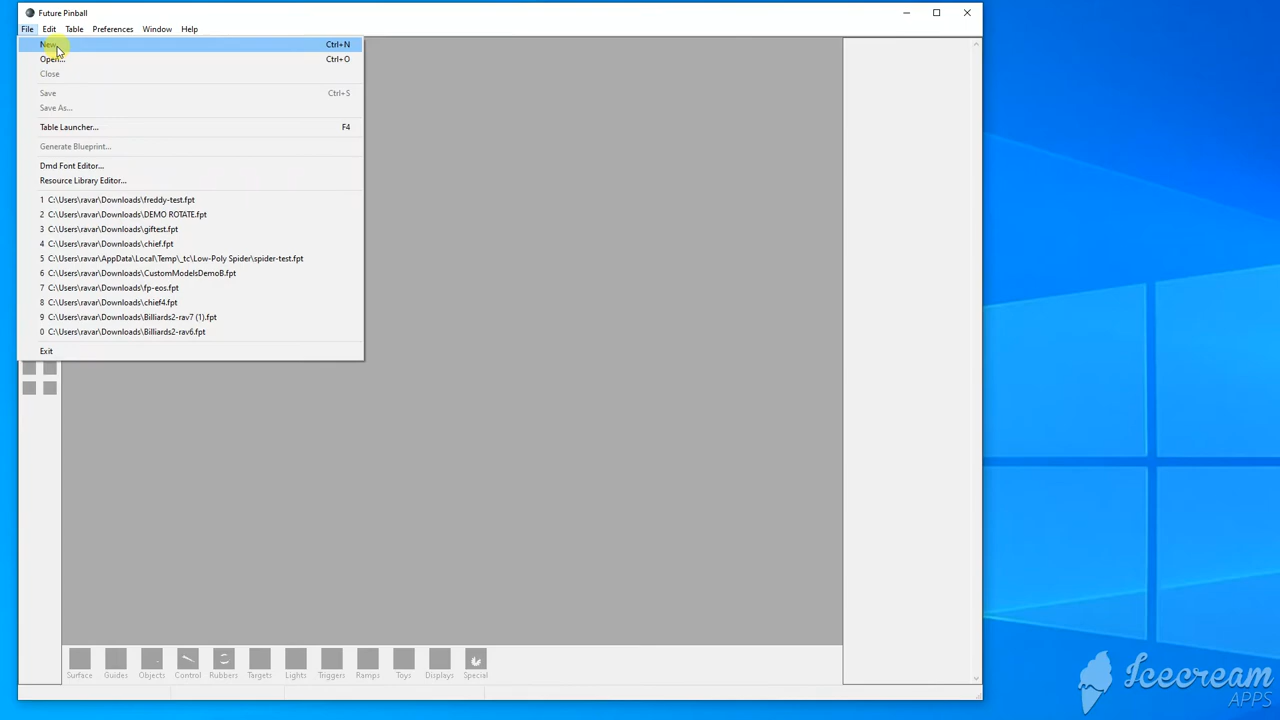 Future Pinball
File Edit Table Preferences Window Help
New Ctrl+N
Open... Ctrl+O
Close
Save Ctrl+S
Save As...
Table Launcher... F4
Generate Blueprint...
Dmd Font Editor...
Resource Library Editor...
1 C:\Users\ravar\Downloads\freddy-test.fpt
2 C:\Users\ravar\Downloads\DEMO ROTATE.fpt
3 C:\Users\ravar\Downloads\giftest.fpt
4 C:\Users\ravar\Downloads\chief.fpt
5 C:\Users\ravar\AppData\Local\Temp\_tc\Low-Poly Spider\spider-test.fpt
6 C:\Users\ravar\Downloads\CustomModelsDemoB.fpt
7 C:\Users\ravar\Downloads\fp-eos.fpt
8 C:\Users\ravar\Downloads\chief4.fpt
9 C:\Users\ravar\Downloads\Billiards2-rav7 (1).fpt
0 C:\Users\ravar\Downloads\Billiards2-rav6.fpt
Exit
Surface Guides Objects Control Rubbers Targets Lights Triggers Ramps Toys Displays Special
Icecream
APPS